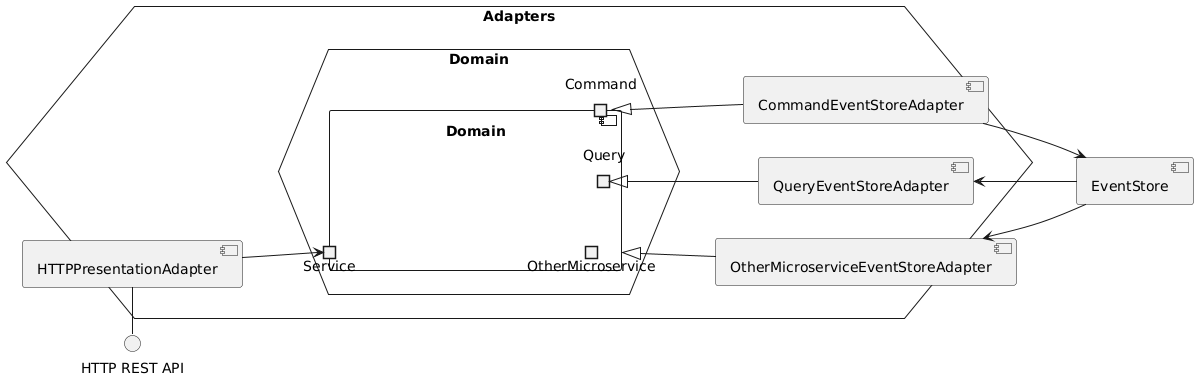 Adapters
Domain
Command
CommandEventStoreAdapter
Domain
Query
QueryEventStoreAdapter
EventStore
HTTPPresentationAdapter
Service
OtherMicroservice
OtherMicroserviceEventStoreAdapter
HTTP REST API